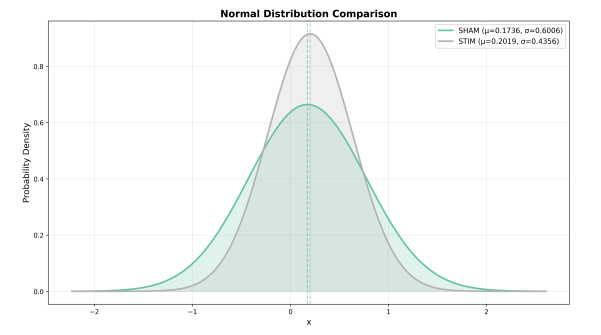 Normal Distribution Comparison
SHAM (μ=0.1736, σ=0.6006)
STIM (μ=0.2019, σ=0.4356)
Probability Density
0.8
0.6
0.4
0.2
0.0
−2
−1
0
1
2
x